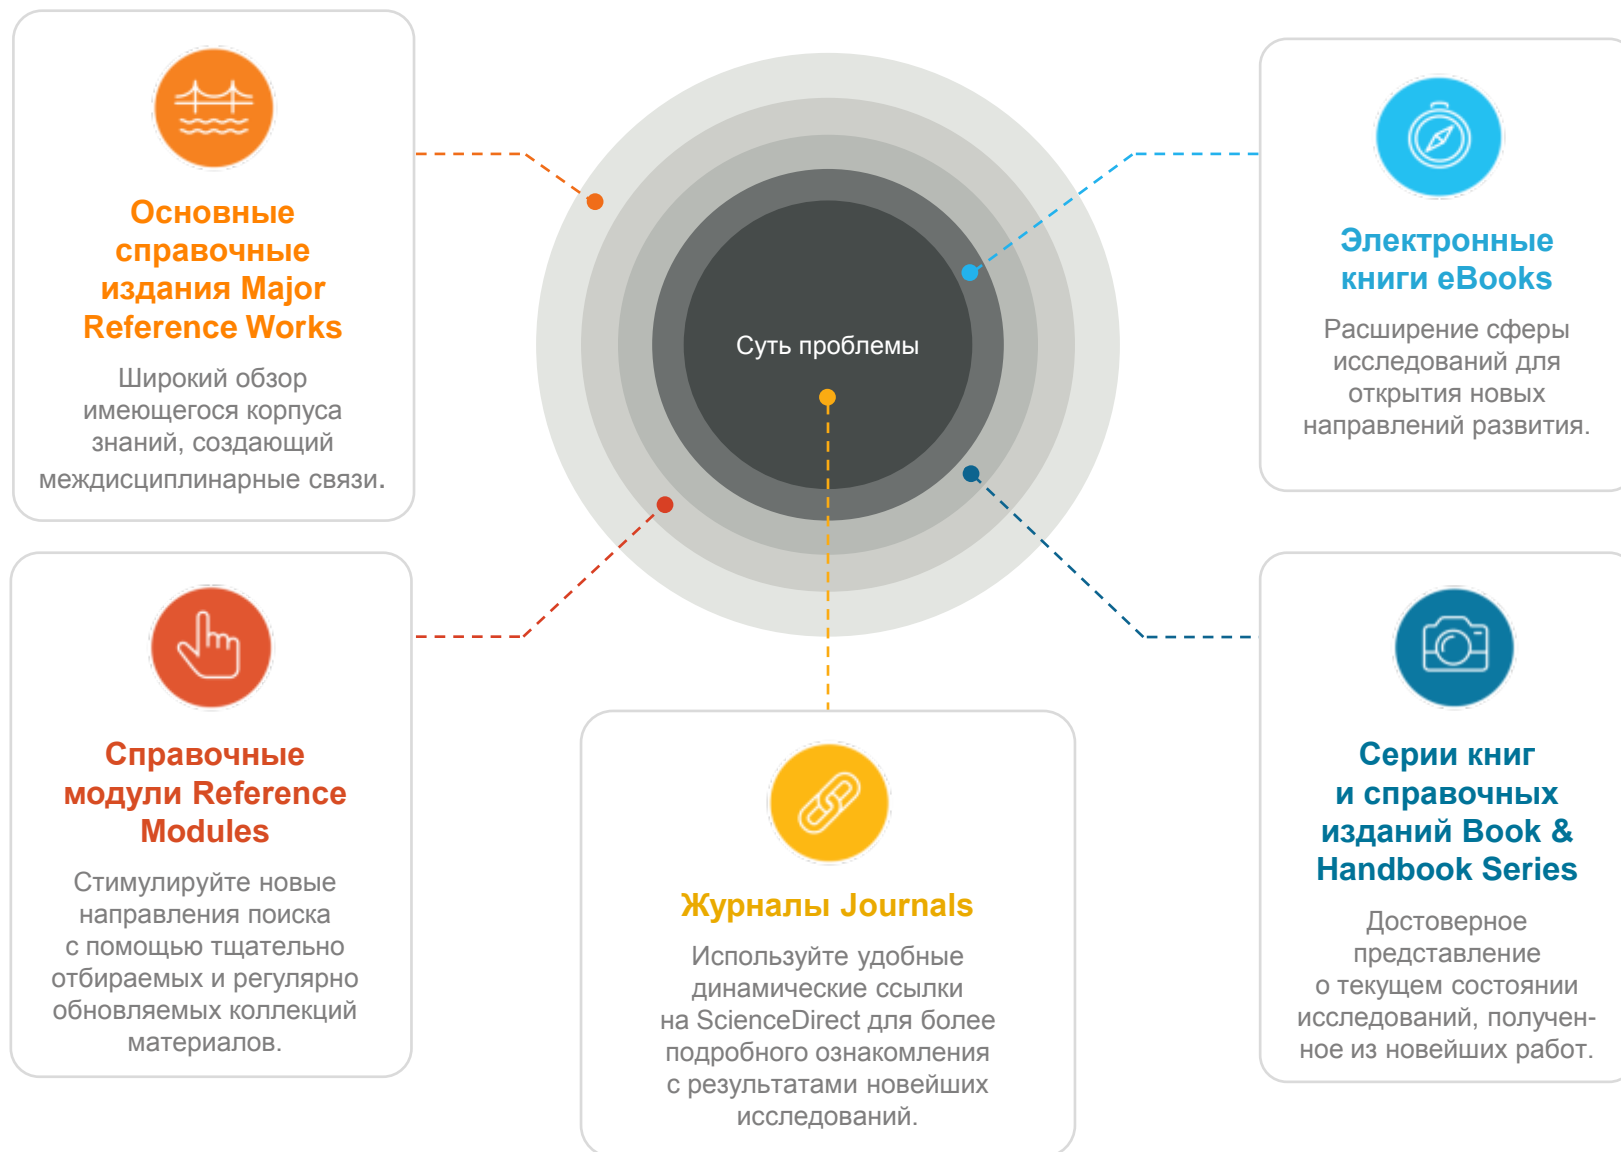 Основные
справочные
издания Major
Reference Works
Широкий обзор
имеющегося корпуса
знаний, создающий
междисциплинарные связи.
Суть проблемы
Электронные
книги eBooks
Расширение сферы
исследований для
открытия новых
направлений развития.
Справочные
модули Reference
Modules
Стимулируйте новые
направления поиска
с помощью тщательно
отбираемых и регулярно
обновляемых коллекций
материалов.
Журналы Journals
Используйте удобные
динамические ссылки
на ScienceDirect для более
подробного ознакомления
с результатами новейших
исследований.
Серии книг
и справочных
изданий Book &
Handbook Series
Достоверное
представление
о текущем состоянии
исследований, получен-
ное из новейших работ.